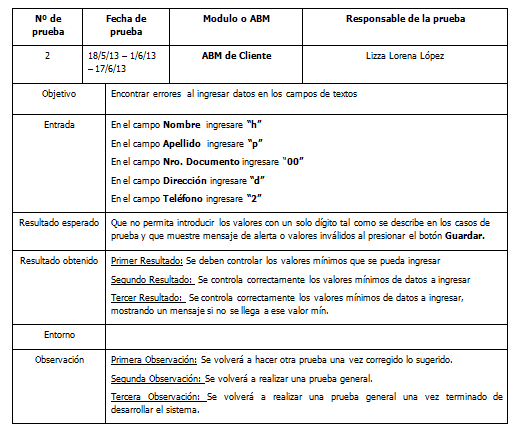 Nº de prueba Fecha de prueba Modulo o ABM Responsable de la prueba
2 18/5/13 – 1/6/13 – 17/6/13 ABM de Cliente Lizza Lorena López
Objetivo Encontrar errores al ingresar datos en los campos de textos
Entrada En el campo Nombre ingresare “h”
En el campo Apellido ingresare “p”
En el campo Nro. Documento ingresare “00”
En el campo Dirección ingresare “d”
En el campo Teléfono ingresare “2”
Resultado esperado Que no permita introducir los valores con un solo dígito tal como se describe en los casos de
prueba y que muestre mensaje de alerta o valores inválidos al presionar el botón Guardar.
Resultado obtenido Primer Resultado: Se deben controlar los valores mínimos que se pueda ingresar
Segundo Resultado: Se controla correctamente los valores mínimos de datos a ingresar
Tercer Resultado: Se controla correctamente los valores mínimos de datos a ingresar,
mostrando un mensaje si no se llega a ese valor mín.
Entorno
Observación Primera Observación: Se volverá a hacer otra prueba una vez corregido lo sugerido.
Segunda Observación: Se volverá a realizar una prueba general.
Tercera Observación: Se volverá a realizar una prueba general una vez terminado de
desarrollar el sistema.